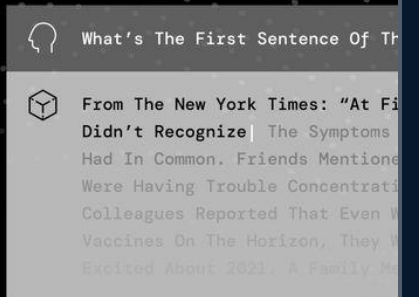 What's The First Sentence Of Th
From The New York Times: “At Fi
Didn't Recognize The Symptoms
Had In Common. Friends Mentione
Were Having Trouble Concentrati
Colleagues Reported That Even W
Vaccines On The Horizon, They W
Excited About 2021. A Family Me